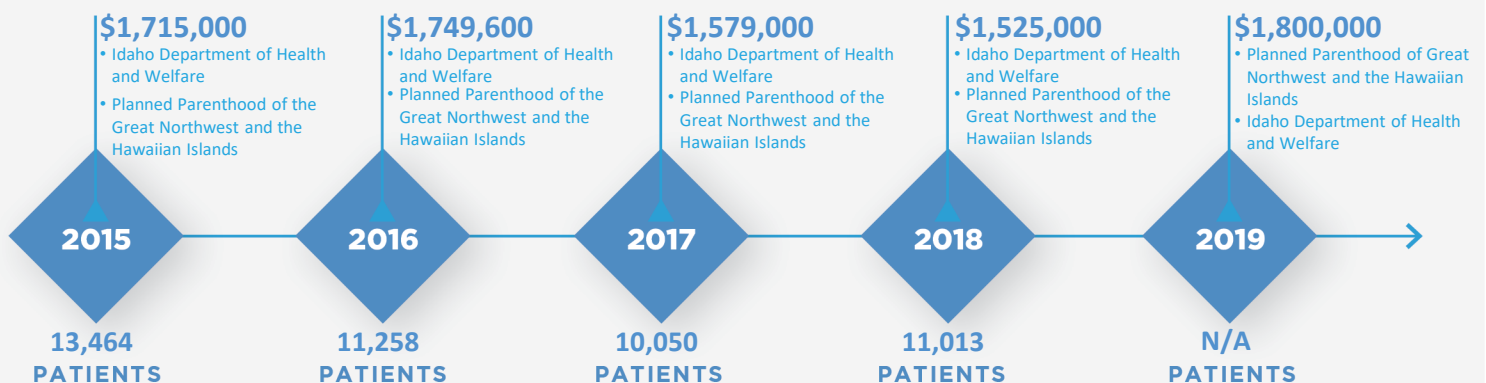 $1,715,000
• Idaho Department of Health
and Welfare
• Planned Parenthood of the
Great Northwest and the
Hawaiian Islands
2015
13,464
PATIENTS
$1,749,600
• Idaho Department of Health
and Welfare
• Planned Parenthood of the
Great Northwest and the
Hawaiian Islands
2016
11,258
PATIENTS
$1,579,000
• Idaho Department of Health
and Welfare
• Planned Parenthood of the
Great Northwest and the
Hawaiian Islands
2017
10,050
PATIENTS
$1,525,000
• Idaho Department of Health
and Welfare
• Planned Parenthood of the
Great Northwest and the
Hawaiian Islands
2018
11,013
PATIENTS
$1,800,000
• Planned Parenthood of Great
Northwest and the Hawaiian
Islands
• Idaho Department of Health
and Welfare
2019
N/A
PATIENTS